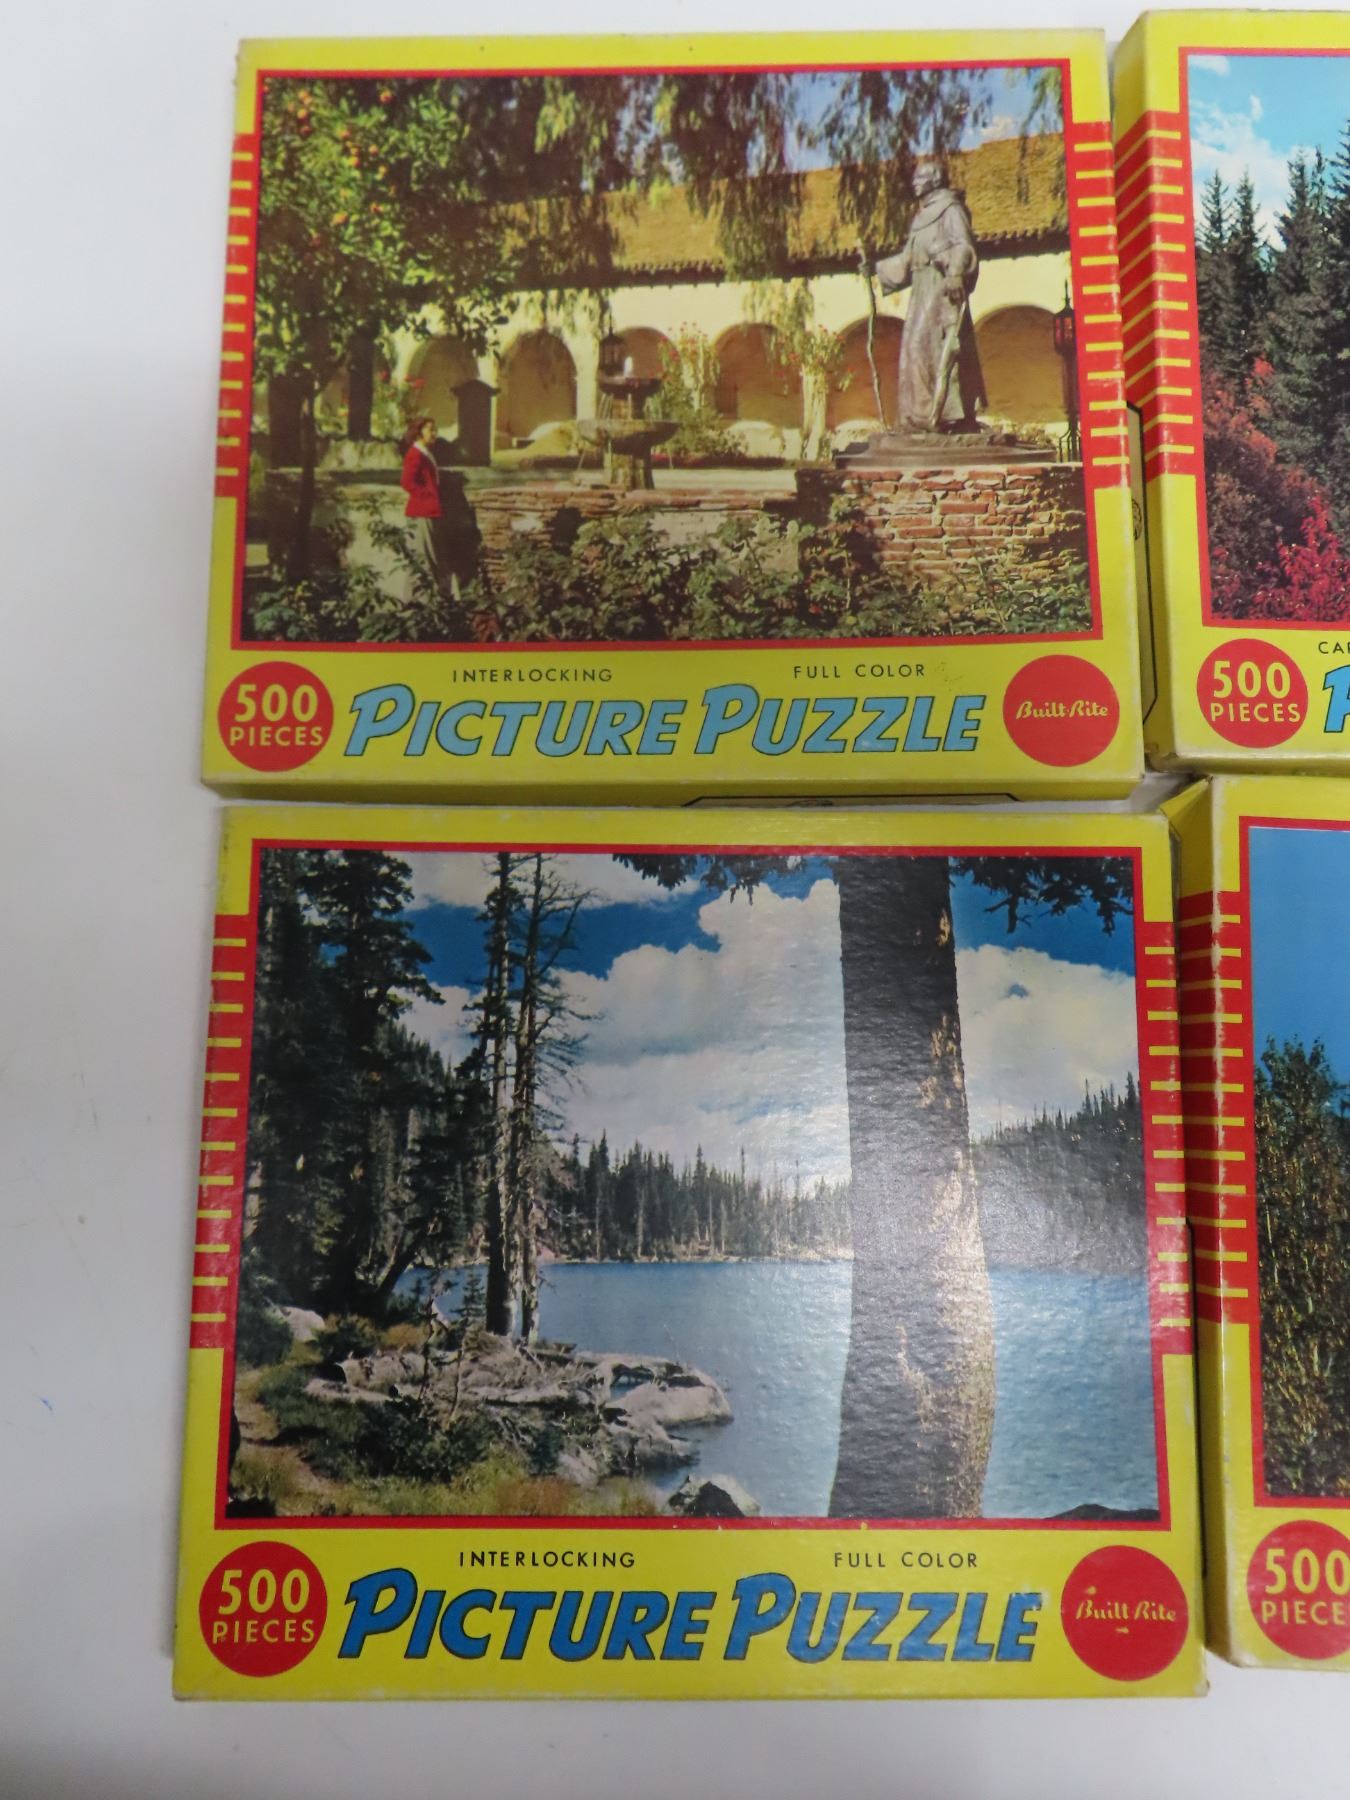 INTERLOCKING FULL COLOR
500 PIECES
PICTURE PUZZLE
Built-Rite
500 PIECES
INTERLOCKING FULL COLOR
500 PIECES
PICTURE PUZZLE
Built-Rite
500